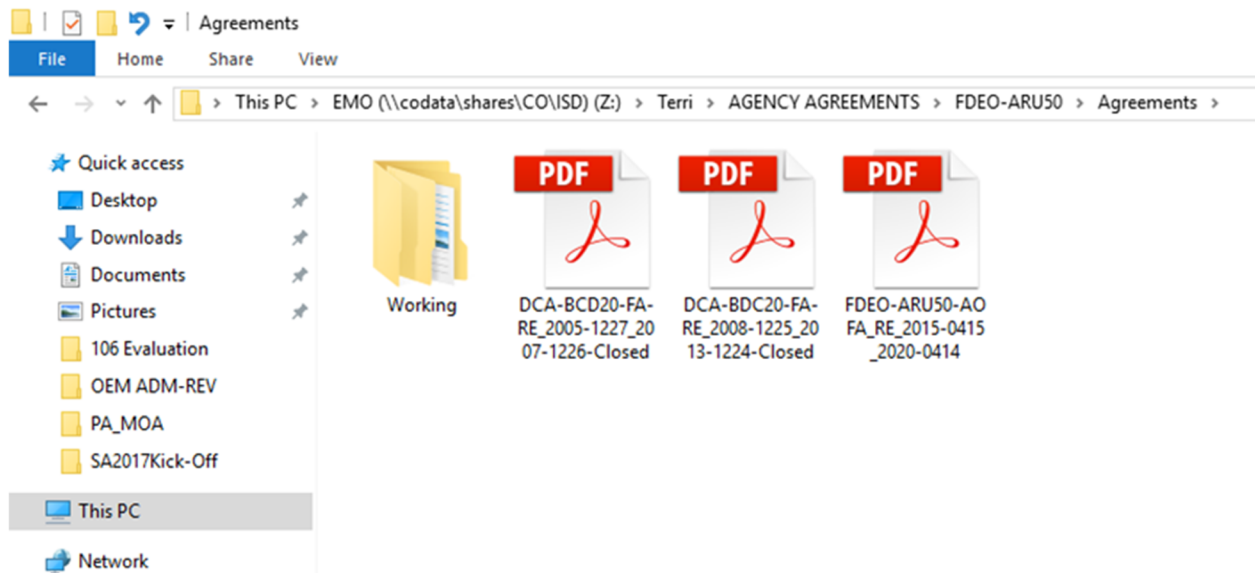 Agreements
File Home Share View
This PC > EMO (\\codata\shares\CO\ISD) (Z:) > Terri > AGENCY AGREEMENTS > FDEO-ARU50 > Agreements >
Quick access
Desktop
Downloads
Documents
Pictures
106 Evaluation
OEM ADM-REV
PA_MOA
SA2017Kick-Off
This PC
Network
Working
PDF
DCA-BCD20-FA-
RE_2005-1227_20
07-1226-Closed
PDF
DCA-BDC20-FA-
RE_2008-1225_20
13-1224-Closed
PDF
FDEO-ARU50-AO
FA_RE_2015-0415
_2020-0414